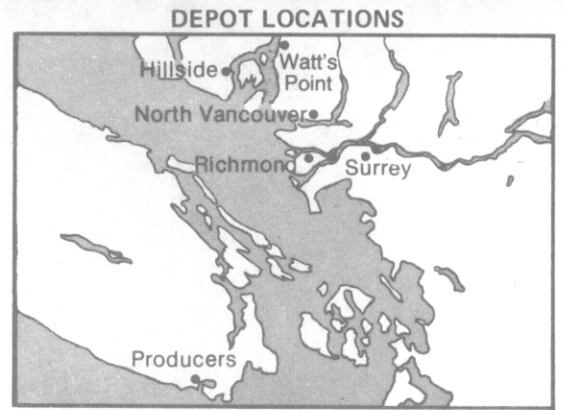 DEPOT LOCATIONS
Hillside
Watt's
Point
North Vancouver
Richmond
Surrey
Producers